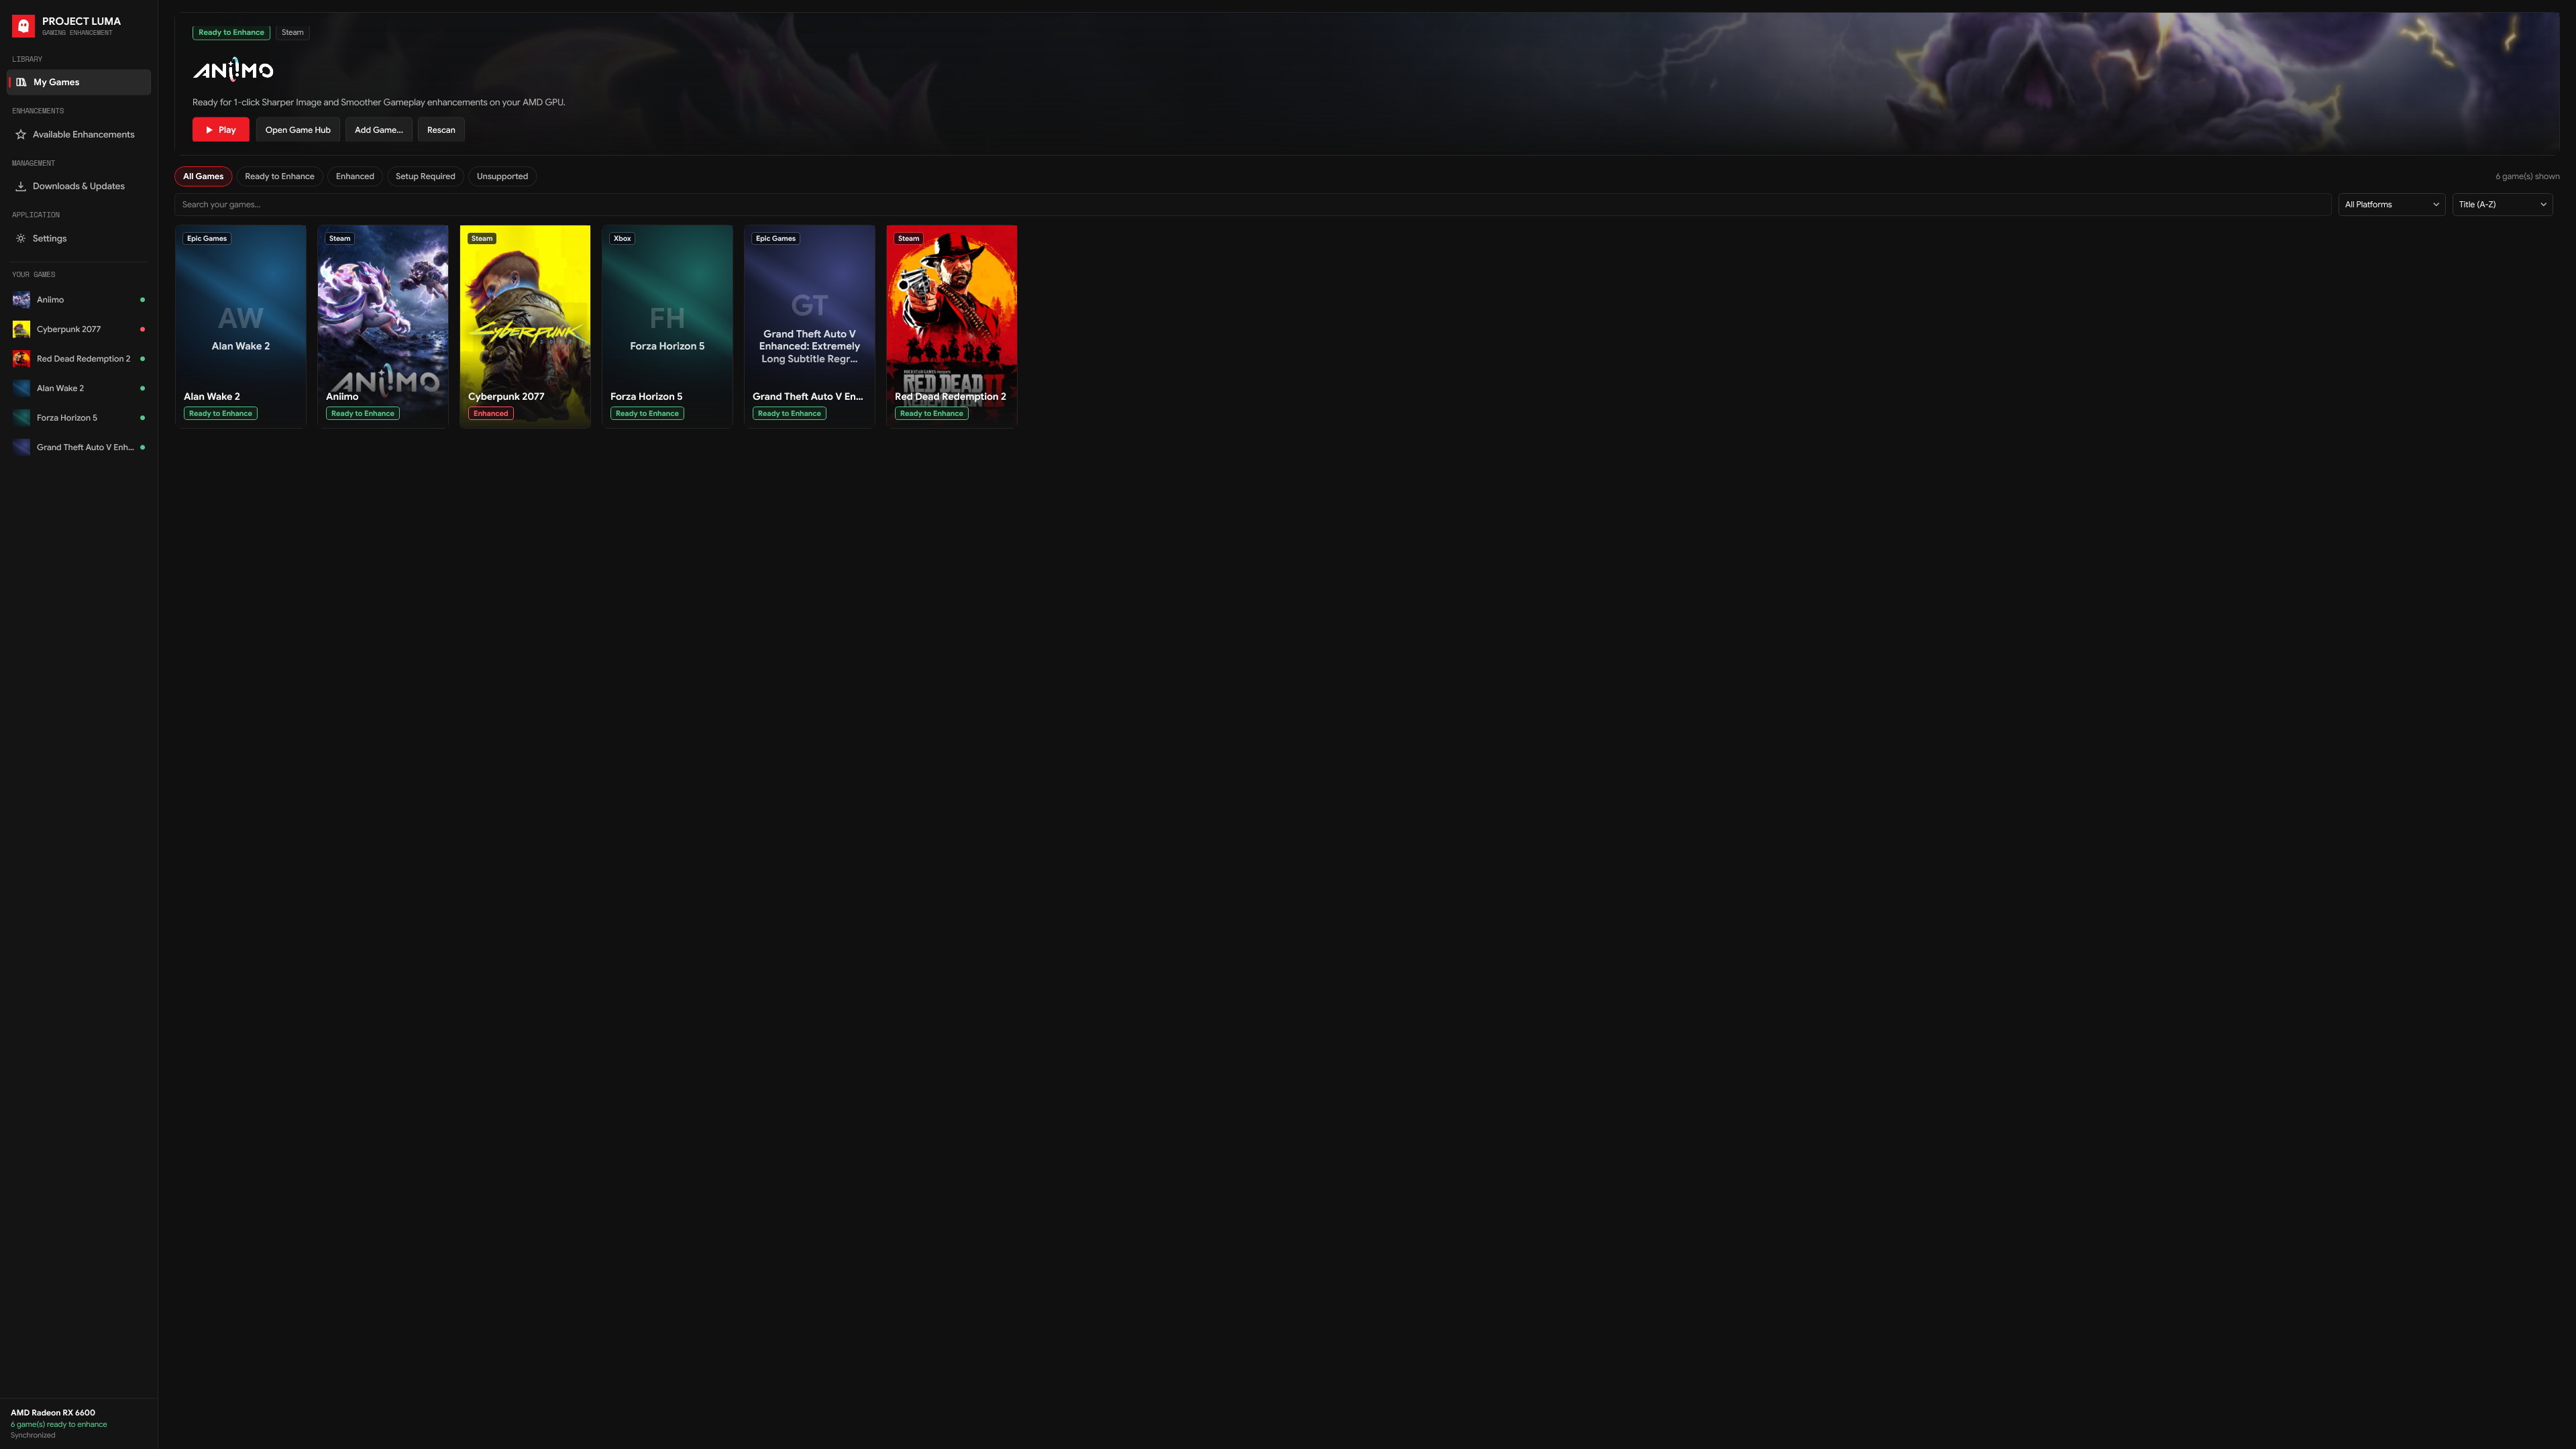 PROJECT LUMA
GAMING ENHANCEMENT
LIBRARY
My Games
ENHANCEMENTS
Available Enhancements
MANAGEMENT
Downloads & Updates
APPLICATION
Settings
YOUR GAMES
Aniimo
Cyberpunk 2077
Red Dead Redemption 2
Alan Wake 2
Forza Horizon 5
Grand Theft Auto V Enh...
AMD Radeon RX 6600
6 game(s) ready to enhance
Synchronized
Ready to Enhance
Steam
ANIIMO
Ready for 1-click Sharper Image and Smoother Gameplay enhancements on your AMD GPU.
Play
Open Game Hub
Add Game...
Rescan
All Games
Ready to Enhance
Enhanced
Setup Required
Unsupported
6 game(s) shown
Search your games...
All Platforms
Title (A-Z)
Epic Games
AW
Alan Wake 2
Alan Wake 2
Ready to Enhance
Steam
ANIIMO
Aniimo
Ready to Enhance
Steam
CYBERPUNK
Cyberpunk 2077
Enhanced
Xbox
FH
Forza Horizon 5
Forza Horizon 5
Ready to Enhance
Epic Games
GT
Grand Theft Auto V
Enhanced: Extremely
Long Subtitle Regr...
Grand Theft Auto V En...
Ready to Enhance
Steam
RED DEAD II
REDEMPTION
Red Dead Redemption 2
Ready to Enhance